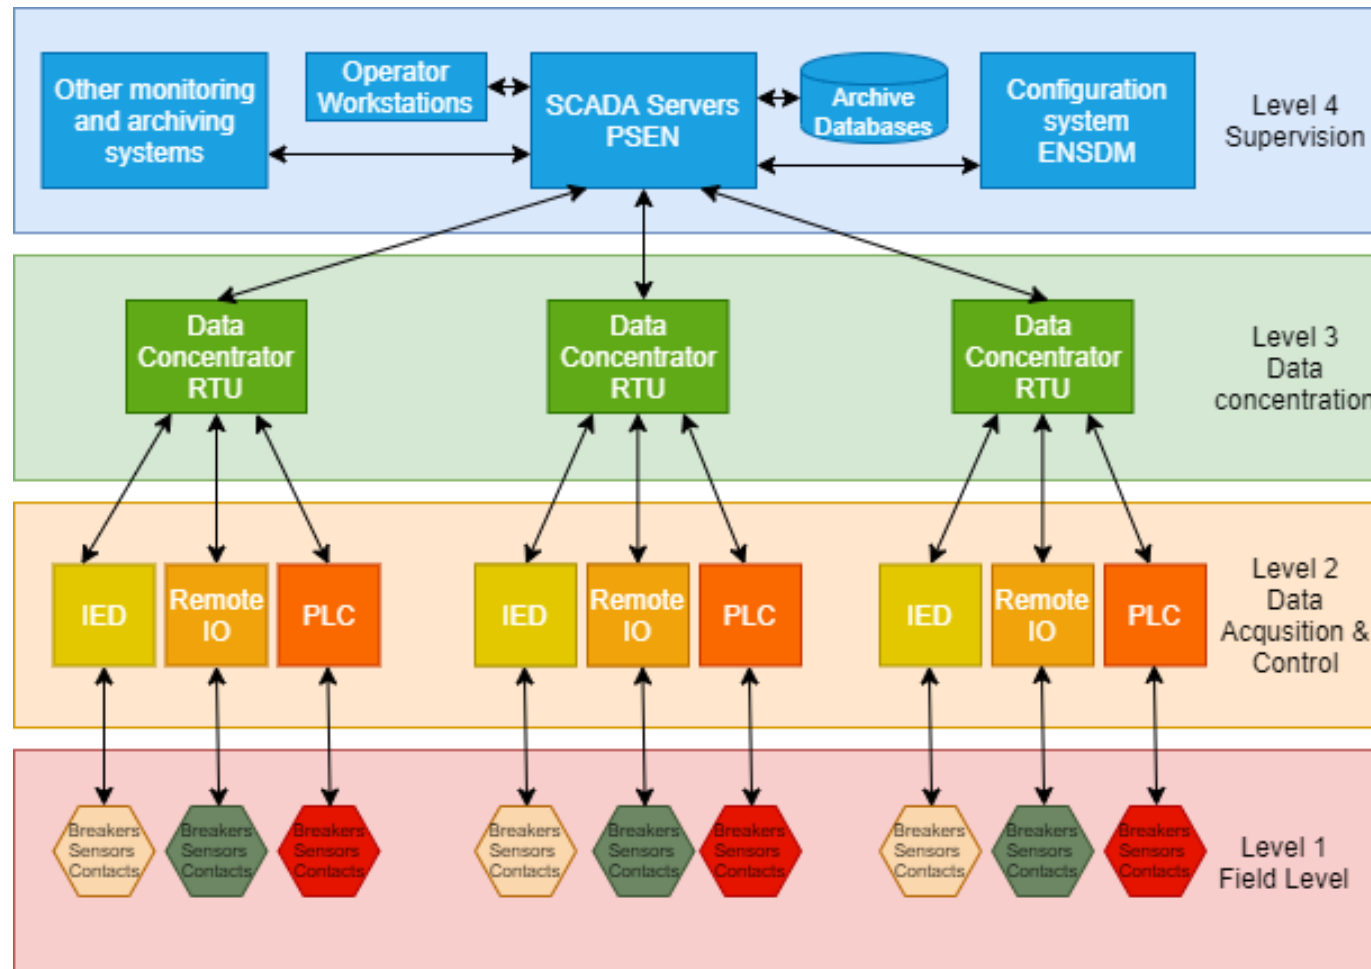 Other monitoring
and archiving
systems
Operator
Workstations
SCADA Servers
PSEN
Archive
Databases
Configuration
system
ENSDM
Level 4
Supervision
Data
Concentrator
RTU
Data
Concentrator
RTU
Data
Concentrator
RTU
Level 3
Data
concentration
IED
Remote
IO
PLC
IED
Remote
IO
PLC
IED
Remote
IO
PLC
Level 2
Data
Acqusition &
Control
Breakers
Sensors
Contacts
Breakers
Sensors
Contacts
Breakers
Sensors
Contacts
Breakers
Sensors
Contacts
Breakers
Sensors
Contacts
Breakers
Sensors
Contacts
Breakers
Sensors
Contacts
Breakers
Sensors
Contacts
Breakers
Sensors
Contacts
Level 1
Field Level